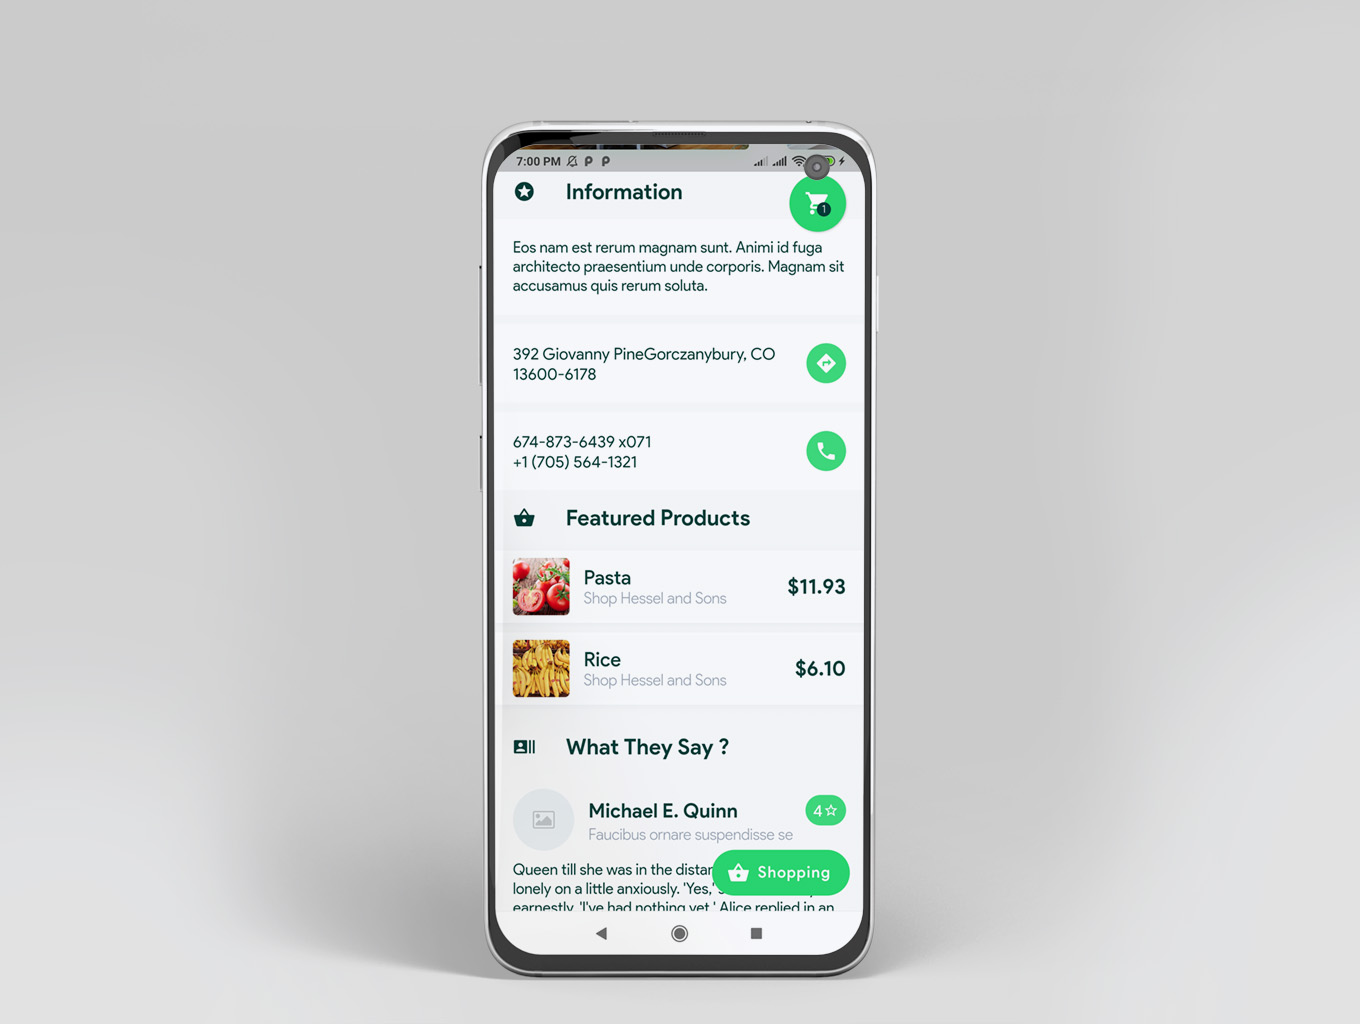 7:00 PM
Information
1
Eos nam est rerum magnam sunt. Animi id fuga
architecto praesentium unde corporis. Magnam sit
accusamus quis rerum soluta.
392 Giovanny PineGorczanybury, CO
13600-6178
674-873-6439 x071
+1 (705) 564-1321
Featured Products
Pasta
Shop Hessel and Sons
$11.93
Rice
Shop Hessel and Sons
$6.10
What They Say ?
Michael E. Quinn
4
Faucibus ornare suspendisse se
Queen till she was in the
lonely on a little anxiously. 'Yes,'
Shopping
earnestly. 'I've had nothing yet,' Alice replied in an